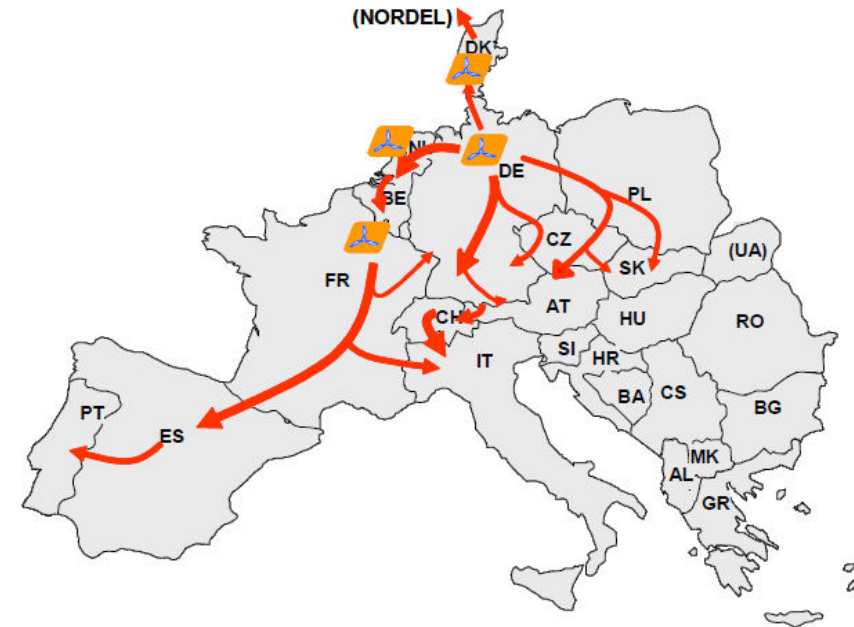 (NORDEL)
DK
NL
DE
BE
PL
CZ
(UA)
SK
FR
AT
CH
HU
RO
SI
HR
IT
BA
CS
PT
BG
ES
MK
AL
GR